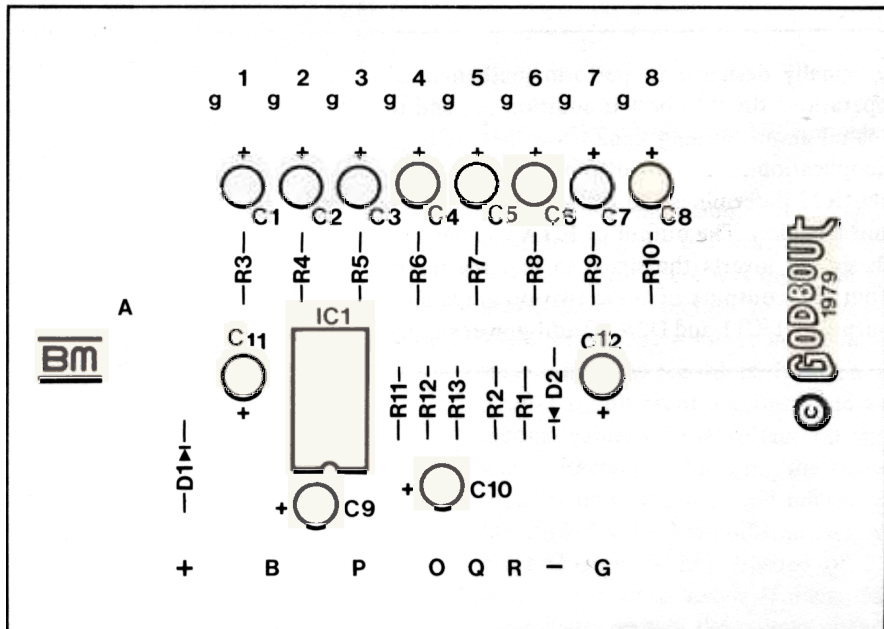 1 2 3 4 5 6 7 8
g g g g g g g g
+ + + + + + + +
C1 C2 C3 C4 C5 C6 C7 C8
R3 R4 R5 R6 R7 R8 R9 R10
A
IC1
C11
C12
BM
R11 R12 R13 R2 R1 D2
+
+
D1
+ C9
+ C10
+ B P O Q R − G
© GODBOUT
1979